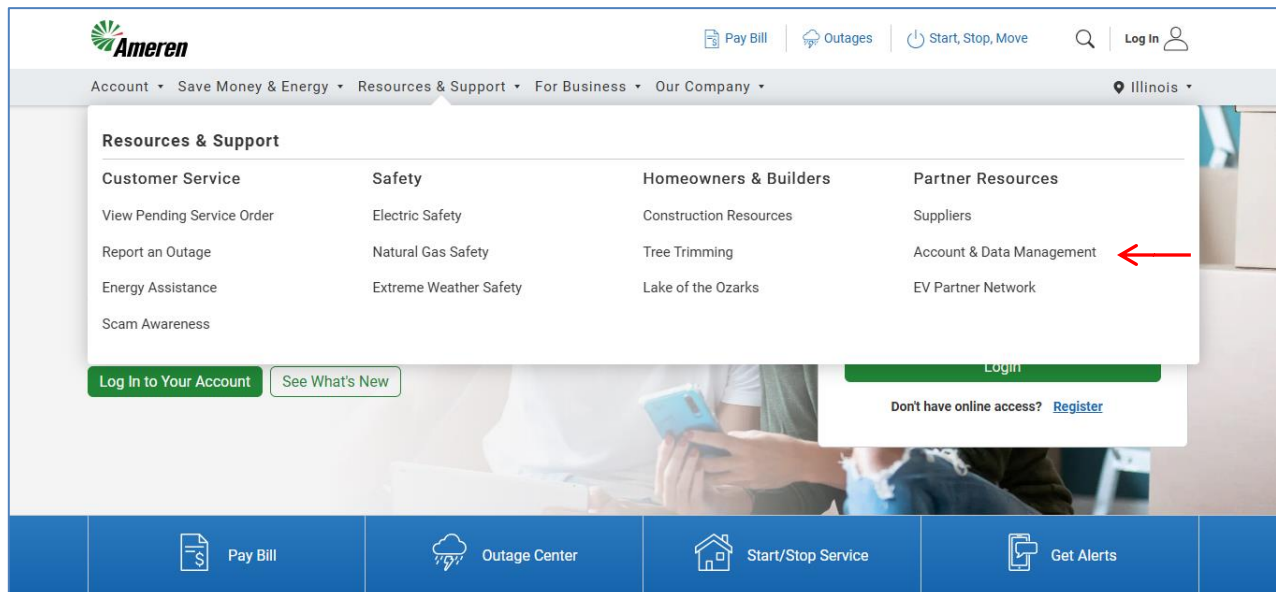 Ameren
Pay Bill
Outages
Start, Stop, Move
Log In
Account
Save Money & Energy
Resources & Support
For Business
Our Company
Illinois
Resources & Support
Customer Service
View Pending Service Order
Report an Outage
Energy Assistance
Scam Awareness
Safety
Electric Safety
Natural Gas Safety
Extreme Weather Safety
Homeowners & Builders
Construction Resources
Tree Trimming
Lake of the Ozarks
Partner Resources
Suppliers
Account & Data Management
EV Partner Network
Log In to Your Account
See What's New
Login
Don't have online access? Register
Pay Bill
Outage Center
Start/Stop Service
Get Alerts